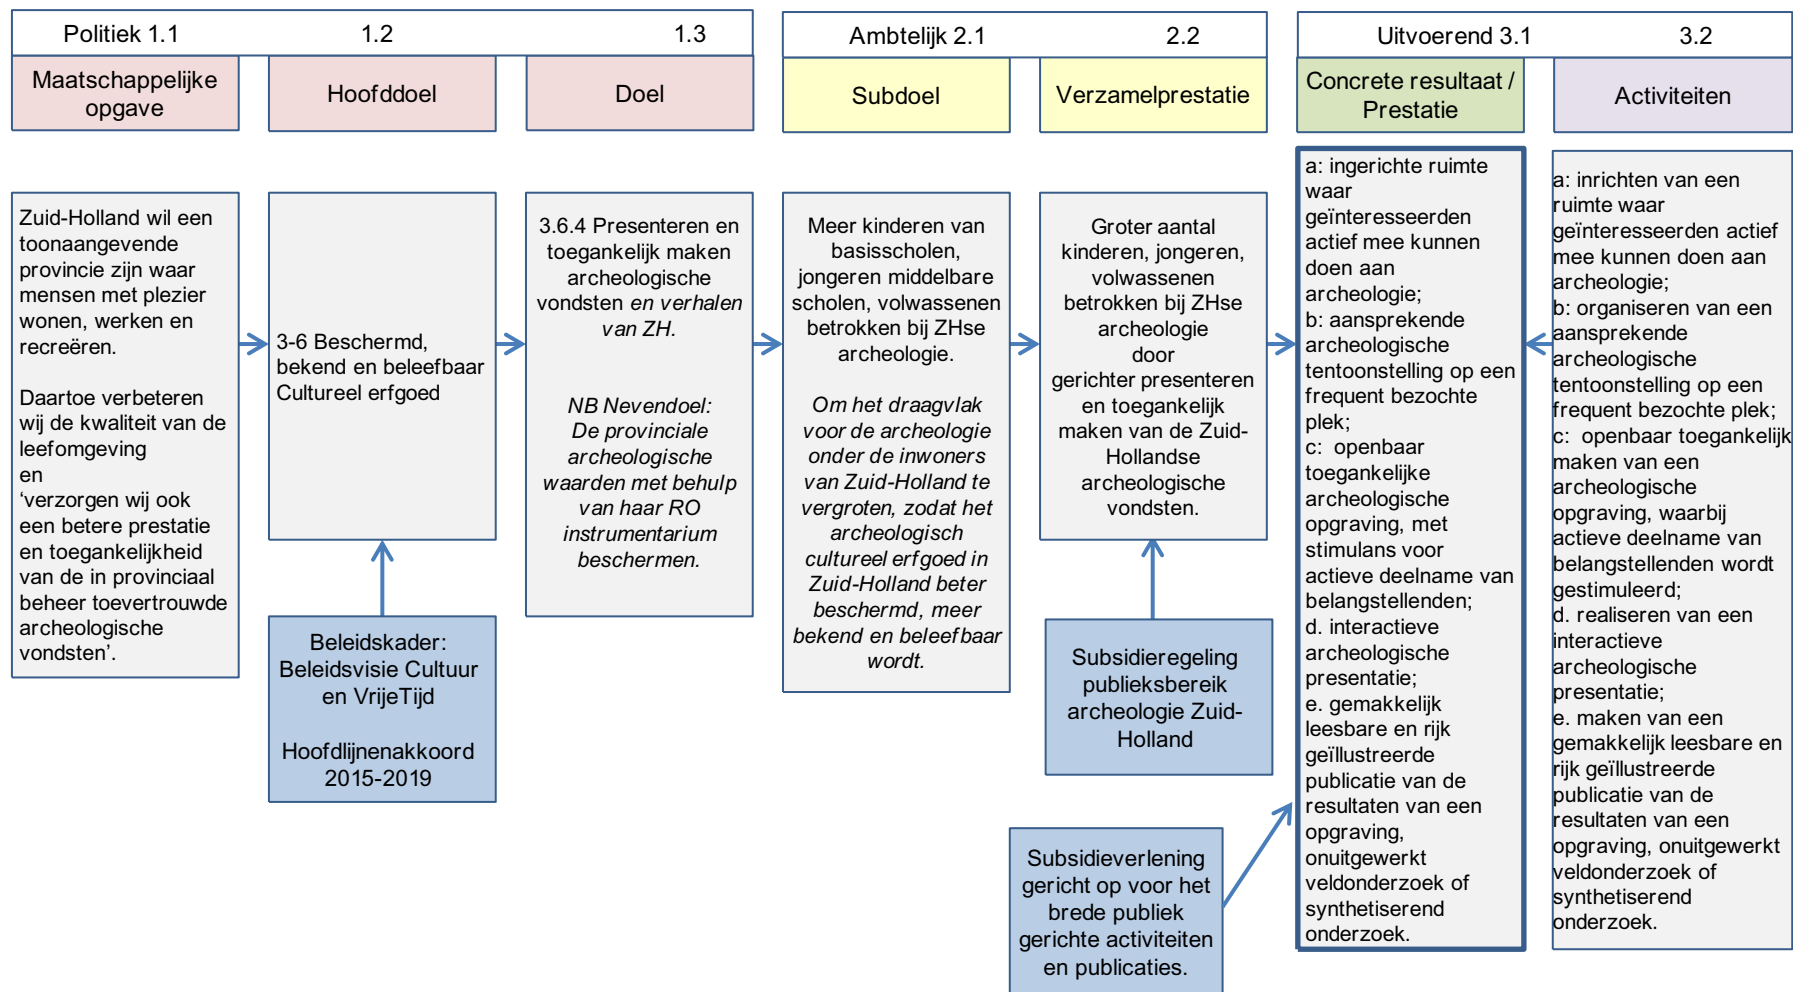 Politiek 1.1
1.2
1.3
Ambtelijk 2.1
2.2
Uitvoerend 3.1
3.2
Maatschappelijke
opgave
Hoofddoel
Doel
Subdoel
Verzamelprestatie
Concrete resultaat /
Prestatie
Activiteiten
Zuid-Holland wil een
toonaangevende
provincie zijn waar
mensen met plezier
wonen, werken en
recreëren.
Daartoe verbeteren
wij de kwaliteit van de
leefomgeving
en
‘verzorgen wij ook
een betere prestatie
en toegankelijkheid
van de in provinciaal
beheer toevertrouwde
archeologische
vondsten’.
3-6 Beschermd,
bekend en beleefbaar
Cultureel erfgoed
Beleidskader:
Beleidsvisie Cultuur
en VrijeTijd
Hoofdlijnenakkoord
2015-2019
3.6.4 Presenteren en
toegankelijk maken
archeologische
vondsten en verhalen
van ZH.
NB Nevendoel:
De provinciale
archeologische
waarden met behulp
van haar RO
instrumentarium
beschermen.
Meer kinderen van
basisscholen,
jongeren middelbare
scholen, volwassenen
betrokken bij ZHse
archeologie.
Om het draagvlak
voor de archeologie
onder de inwoners
van Zuid-Holland te
vergroten, zodat het
archeologisch
cultureel erfgoed in
Zuid-Holland beter
beschermd, meer
bekend en beleefbaar
wordt.
Groter aantal
kinderen, jongeren,
volwassenen
betrokken bij ZHse
archeologie
door
gerichter presenteren
en toegankelijk
maken van de Zuid-
Hollandse
archeologische
vondsten.
Subsidieregeling
publieksbereik
archeologie Zuid-
Holland
Subsidieverlening
gericht op voor het
brede publiek
gerichte activiteiten
en publicaties.
a: ingerichte ruimte
waar
geïnteresseerden
actief mee kunnen
doen aan
archeologie;
b: aansprekende
archeologische
tentoonstelling op een
frequent bezochte
plek;
c: openbaar
toegankelijke
archeologische
opgraving, met
stimulans voor
actieve deelname van
belangstellenden;
d. interactieve
archeologische
presentatie;
e. gemakkelijk
leesbare en rijk
geïllustreerde
publicatie van de
resultaten van een
opgraving,
onuitgewerkt
veldonderzoek of
synthetiserend
onderzoek.
a: inrichten van een
ruimte waar
geïnteresseerden actief
mee kunnen doen aan
archeologie;
b: organiseren van een
aansprekende
archeologische
tentoonstelling op een
frequent bezochte plek;
c: openbaar toegankelijk
maken van een
archeologische
opgraving, waarbij
actieve deelname van
belangstellenden wordt
gestimuleerd;
d. realiseren van een
interactieve
archeologische
presentatie;
e. maken van een
gemakkelijk leesbare en
rijk geïllustreerde
publicatie van de
resultaten van een
opgraving, onuitgewerkt
veldonderzoek of
synthetiserend
onderzoek.